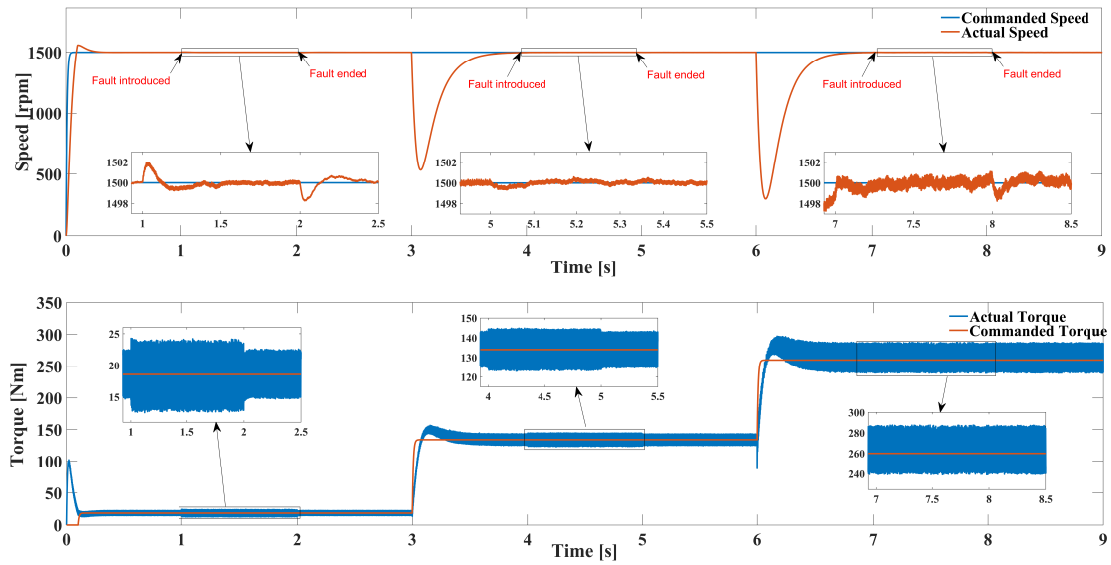 Commanded Speed
Actual Speed
Speed [rpm]
1500
1000
500
0
Fault introduced
Fault ended
Fault introduced
Fault ended
Fault introduced
Fault ended
1502
1500
1498
1 1.5 2 2.5
1502
1500
1498
5 5.1 5.2 5.3 5.4 5.5
1502
1500
1498
7 7.5 8 8.5
0 1 2 3 4 5 6 7 8 9
Time [s]
Actual Torque
Commanded Torque
Torque [Nm]
350
300
250
200
150
100
50
0
25
20
15
1 1.5 2 2.5
150
140
130
120
4 4.5 5 5.5
300
280
260
240
7 7.5 8 8.5
0 1 2 3 4 5 6 7 8 9
Time [s]